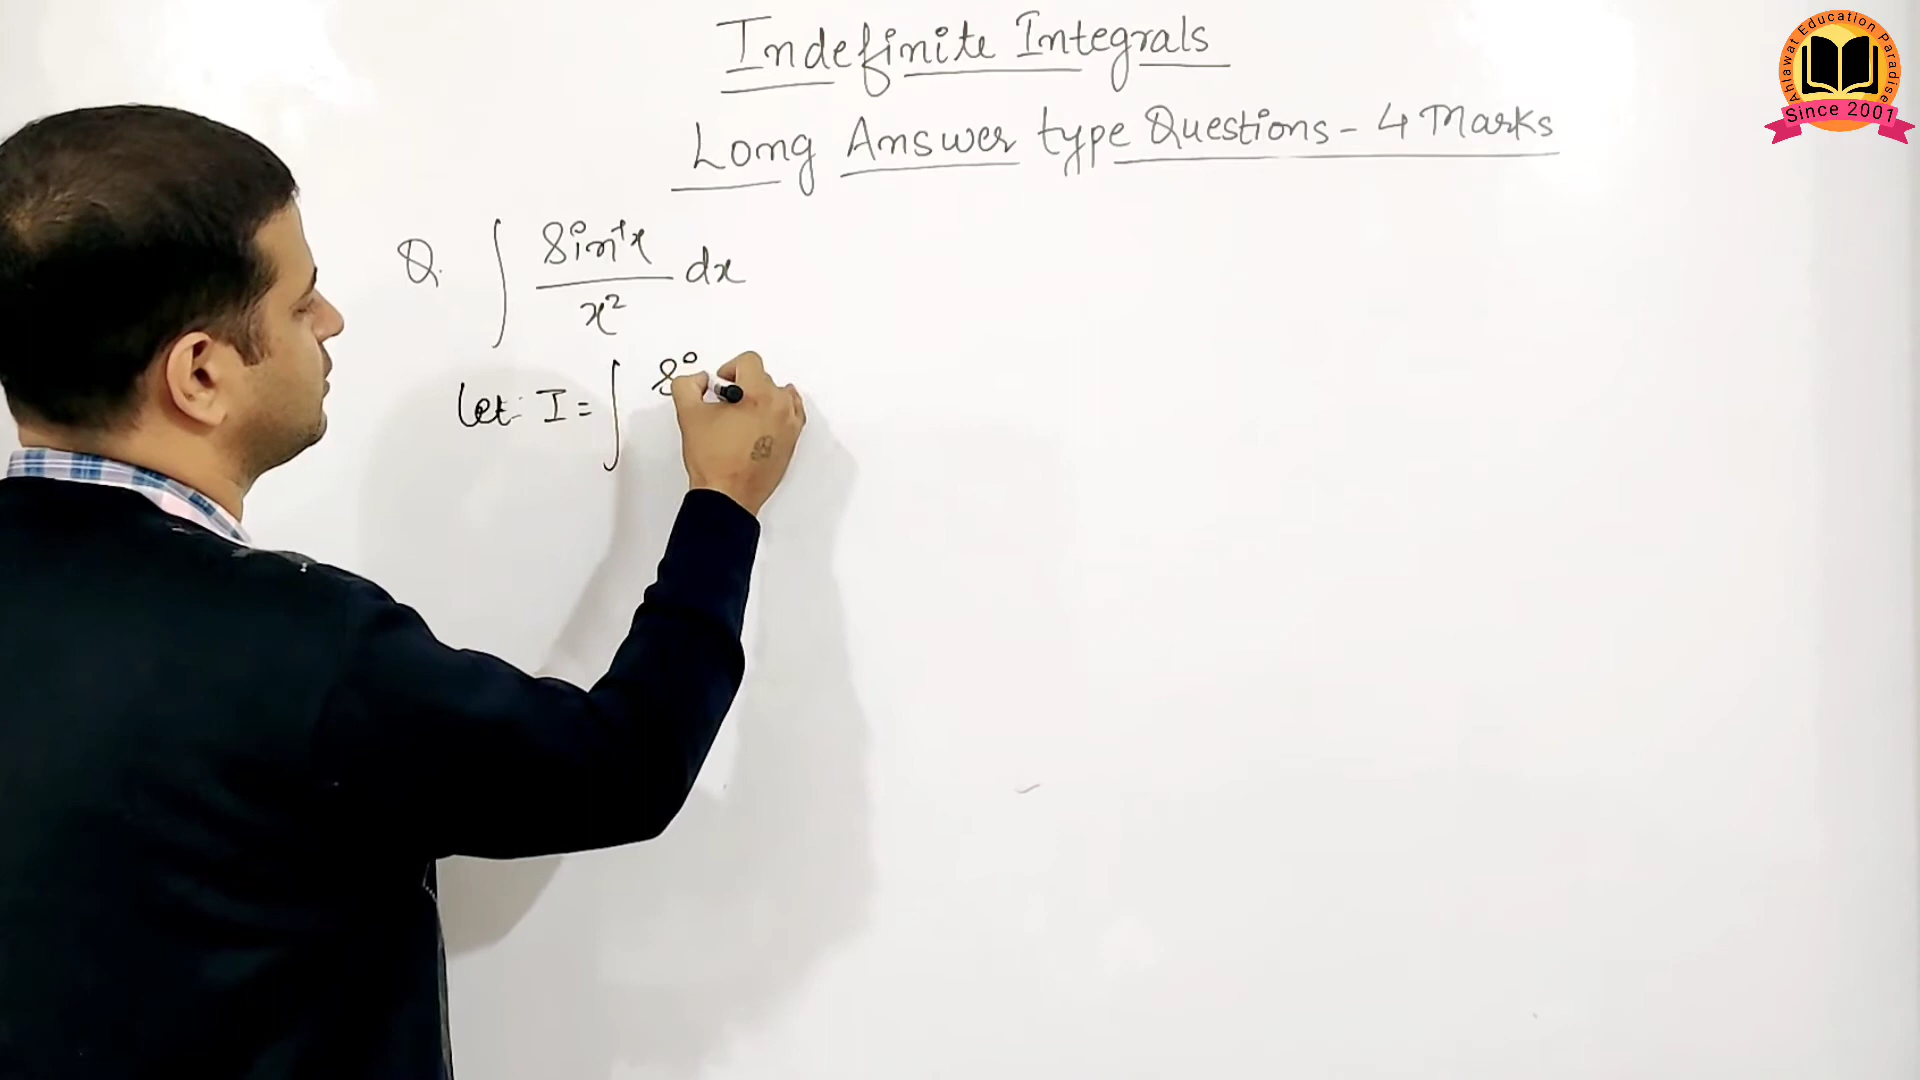 Indefinite Integrals
Long Answer type Questions - 4 Marks
Ahlawat Education Paradise
Since 2001
Q. ∫ sin⁻¹x / x² dx
Let I = ∫ s